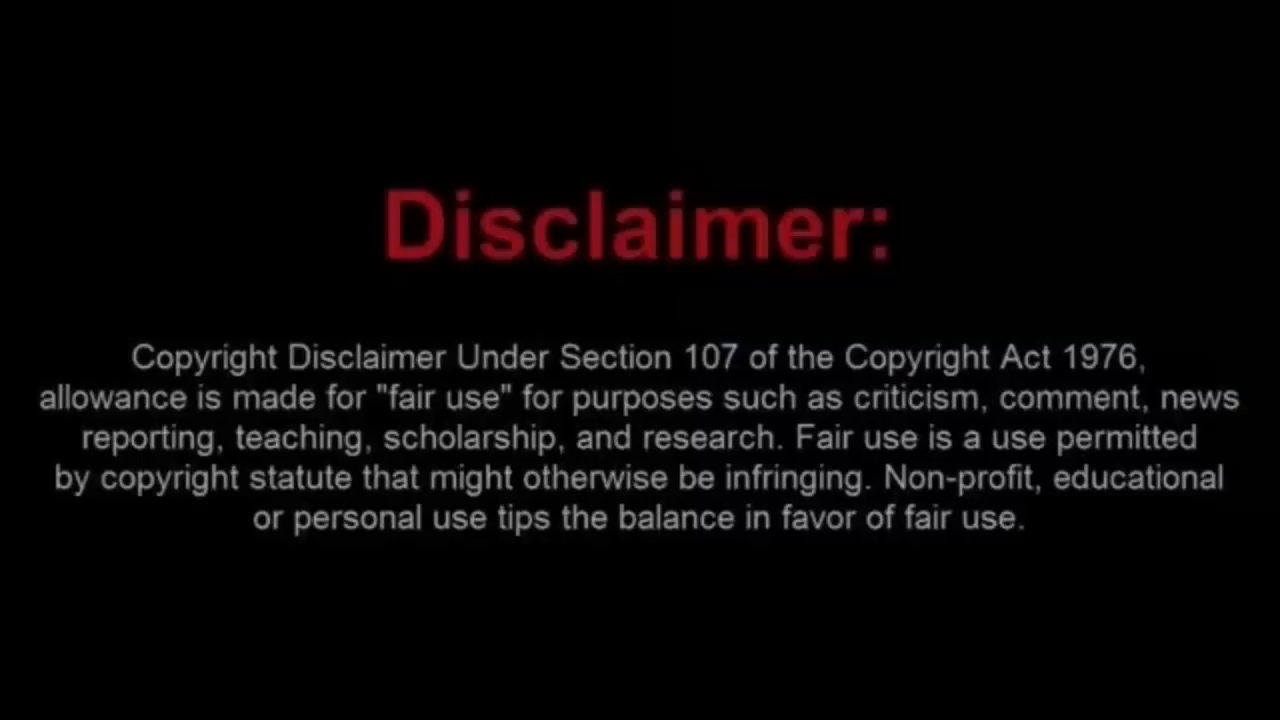 Disclaimer:
Copyright Disclaimer Under Section 107 of the Copyright Act 1976,
allowance is made for "fair use" for purposes such as criticism, comment, news
reporting, teaching, scholarship, and research. Fair use is a use permitted
by copyright statute that might otherwise be infringing. Non-profit, educational
or personal use tips the balance in favor of fair use.